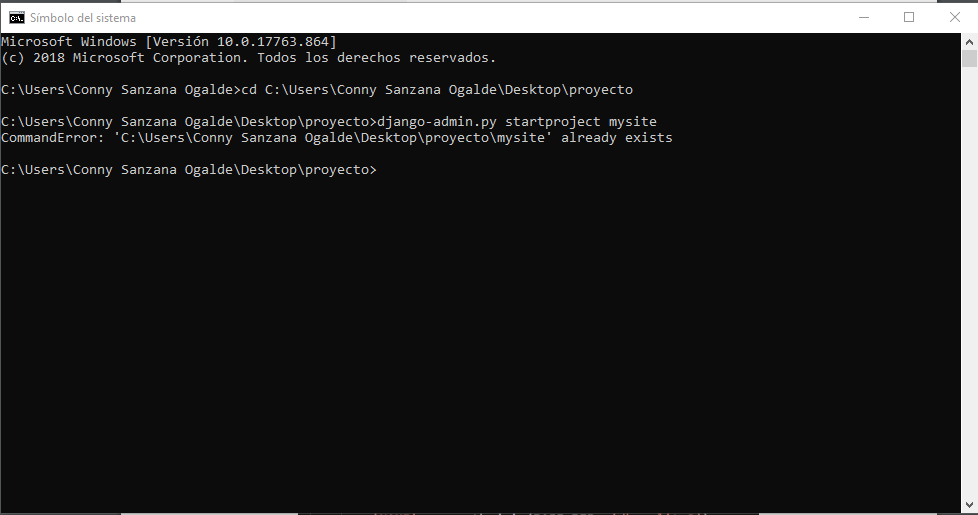 Símbolo del sistema
Microsoft Windows [Versión 10.0.17763.864]
(c) 2018 Microsoft Corporation. Todos los derechos reservados.
C:\Users\Conny Sanzana Ogalde>cd C:\Users\Conny Sanzana Ogalde\Desktop\proyecto
C:\Users\Conny Sanzana Ogalde\Desktop\proyecto>django-admin.py startproject mysite
CommandError: 'C:\Users\Conny Sanzana Ogalde\Desktop\proyecto\mysite' already exists
C:\Users\Conny Sanzana Ogalde\Desktop\proyecto>